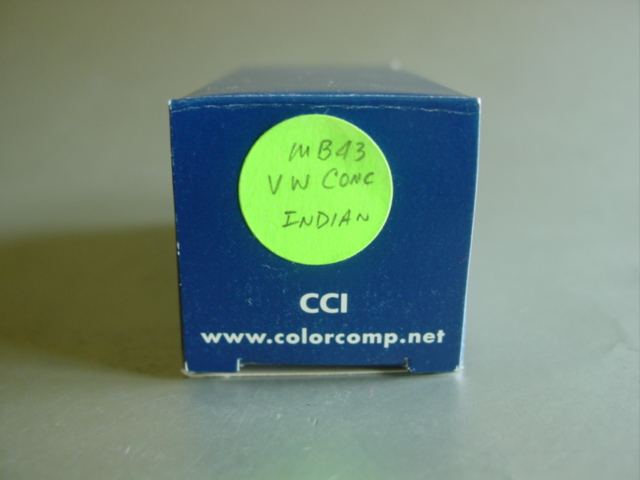 MB43
VW CONC
INDIAN
CCI
www.colorcomp.net